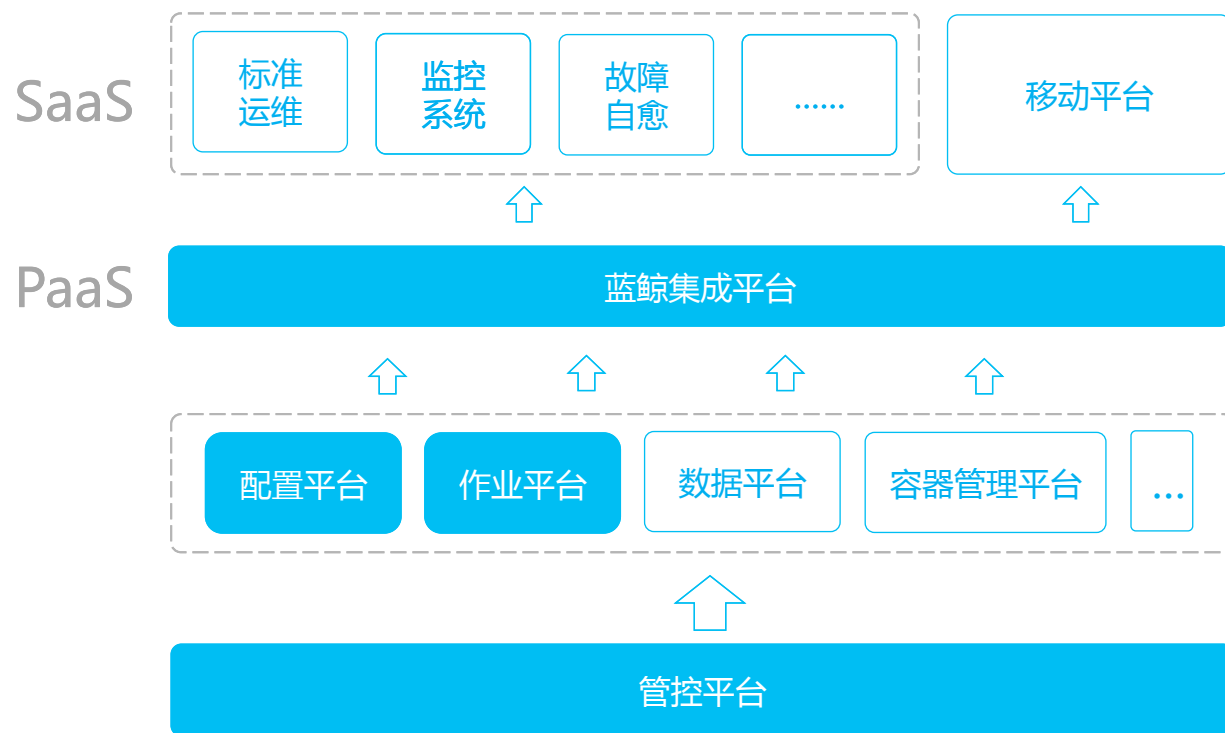 SaaS
标准
运维
监控
系统
故障
自愈
......
移动平台
PaaS
蓝鲸集成平台
配置平台
作业平台
数据平台
容器管理平台
...
管控平台